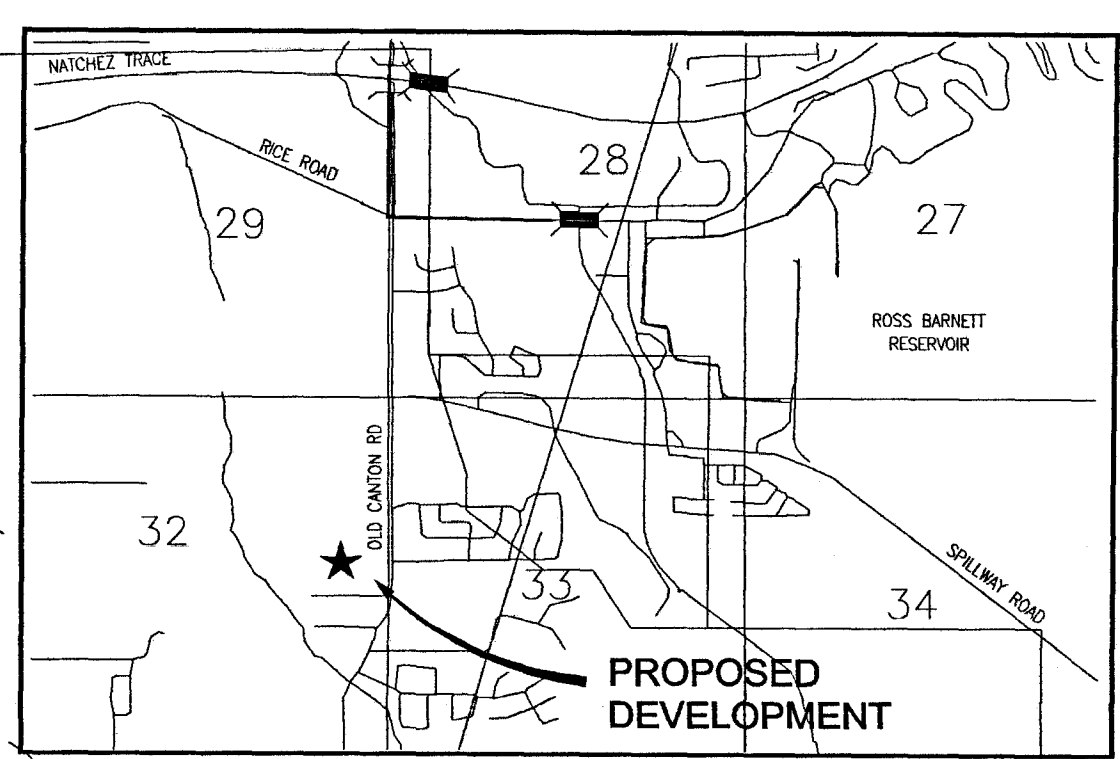 NATCHEZ TRACE
RICE ROAD
28
29
27
ROSS BARNETT
RESERVOIR
OLD CANTON RD
32
33
34
SPILLWAY ROAD
PROPOSED
DEVELOPMENT